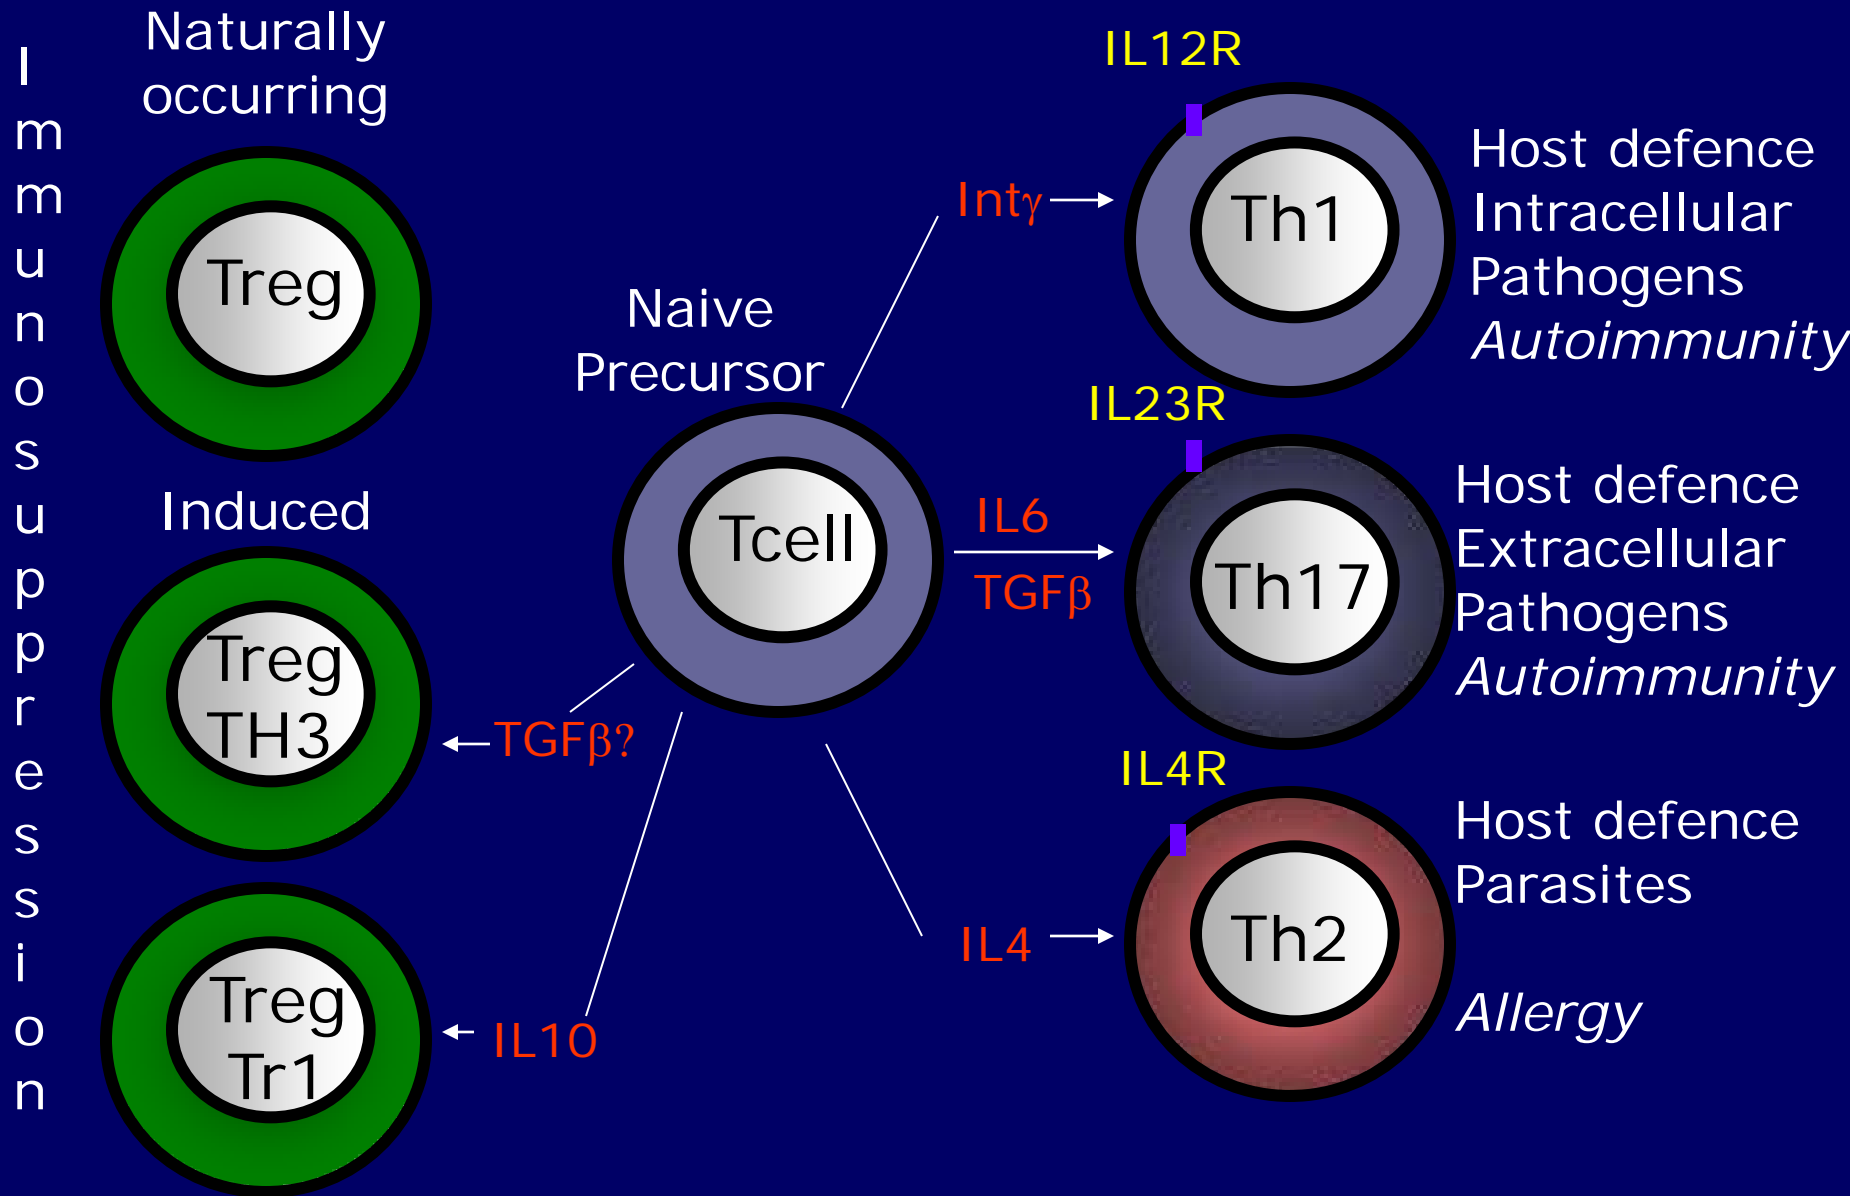 Immunosuppression
Naturally
occurring
Treg
Induced
Treg
TH3
Treg
Tr1
Naive
Precursor
Tcell
TGFβ?
IL10
Intγ
IL6
TGFβ
IL4
IL12R
Th1
IL23R
Th17
IL4R
Th2
Host defence
Intracellular
Pathogens
Autoimmunity
Host defence
Extracellular
Pathogens
Autoimmunity
Host defence
Parasites
Allergy